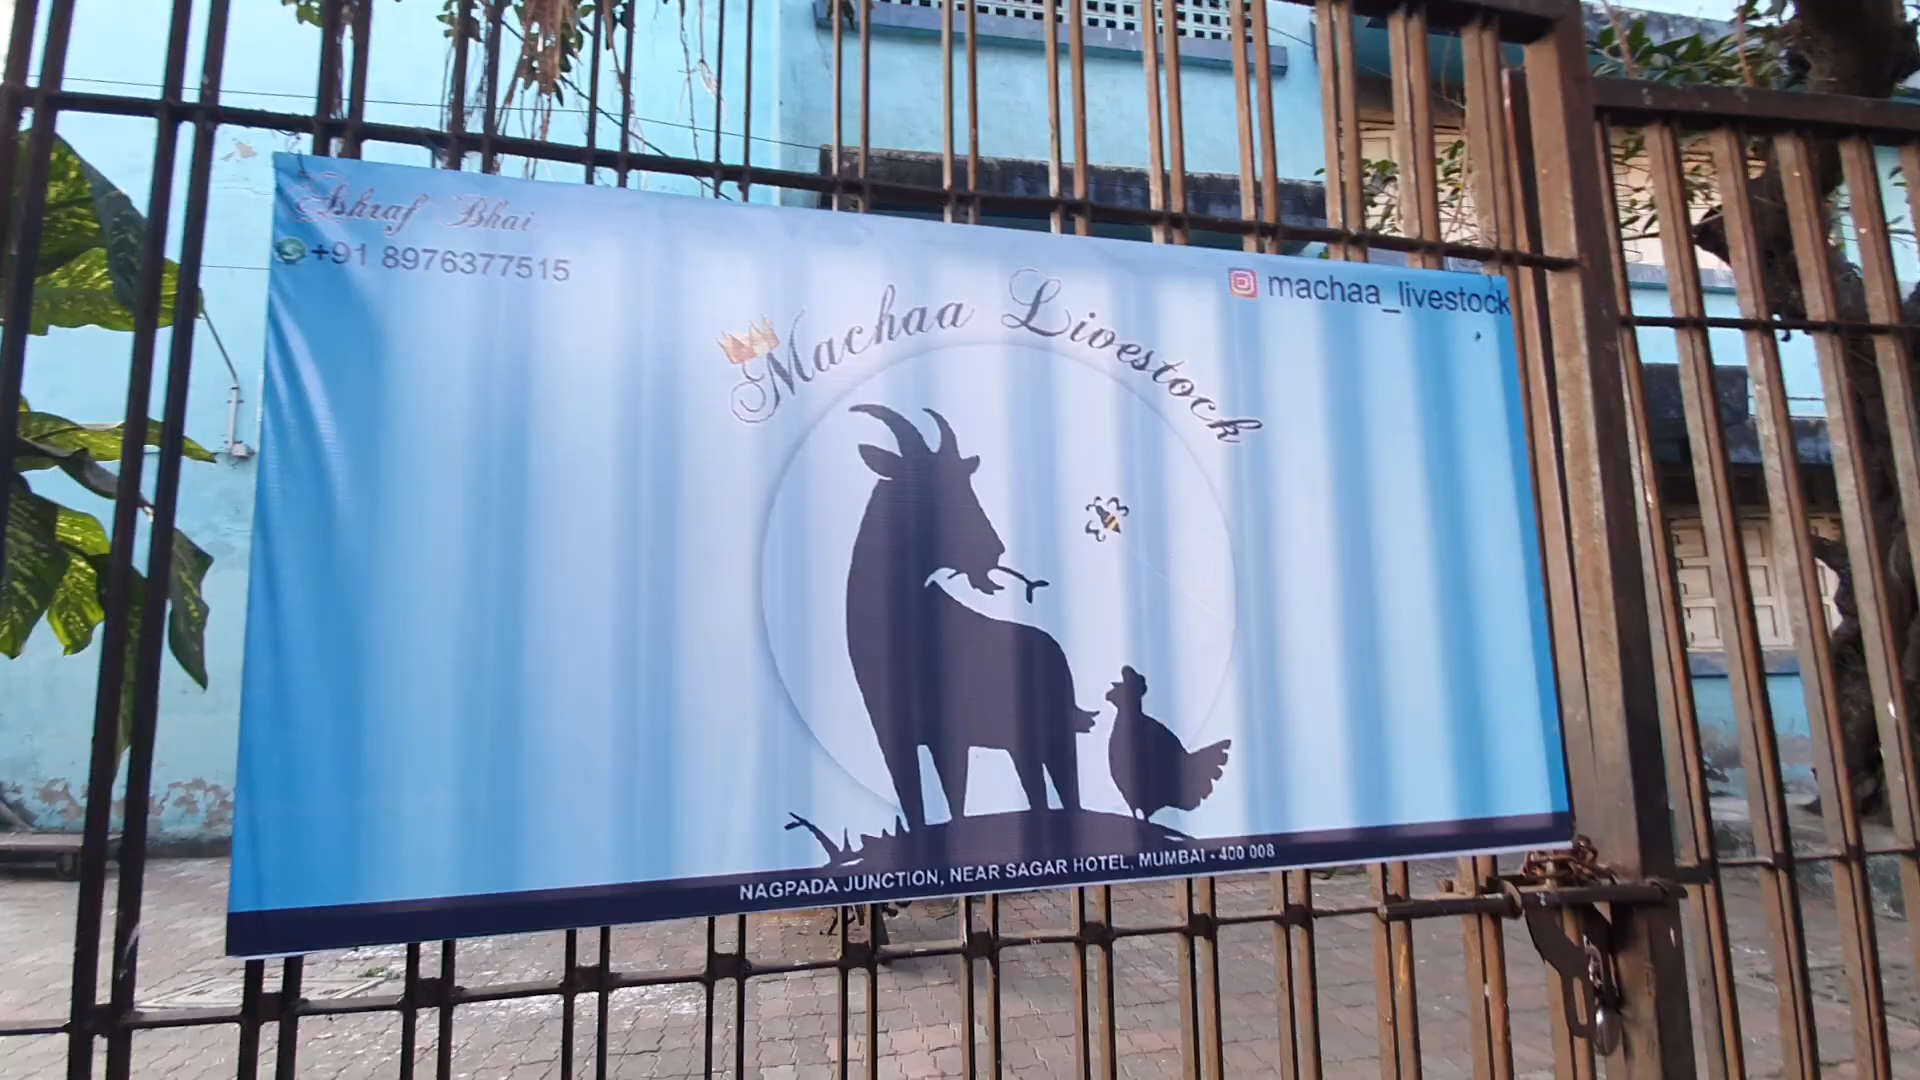 Ashraf Bhai
+91 8976377515
machaa_livestock
Machaa Livestock
NAGPADA JUNCTION, NEAR SAGAR HOTEL, MUMBAI - 400 008